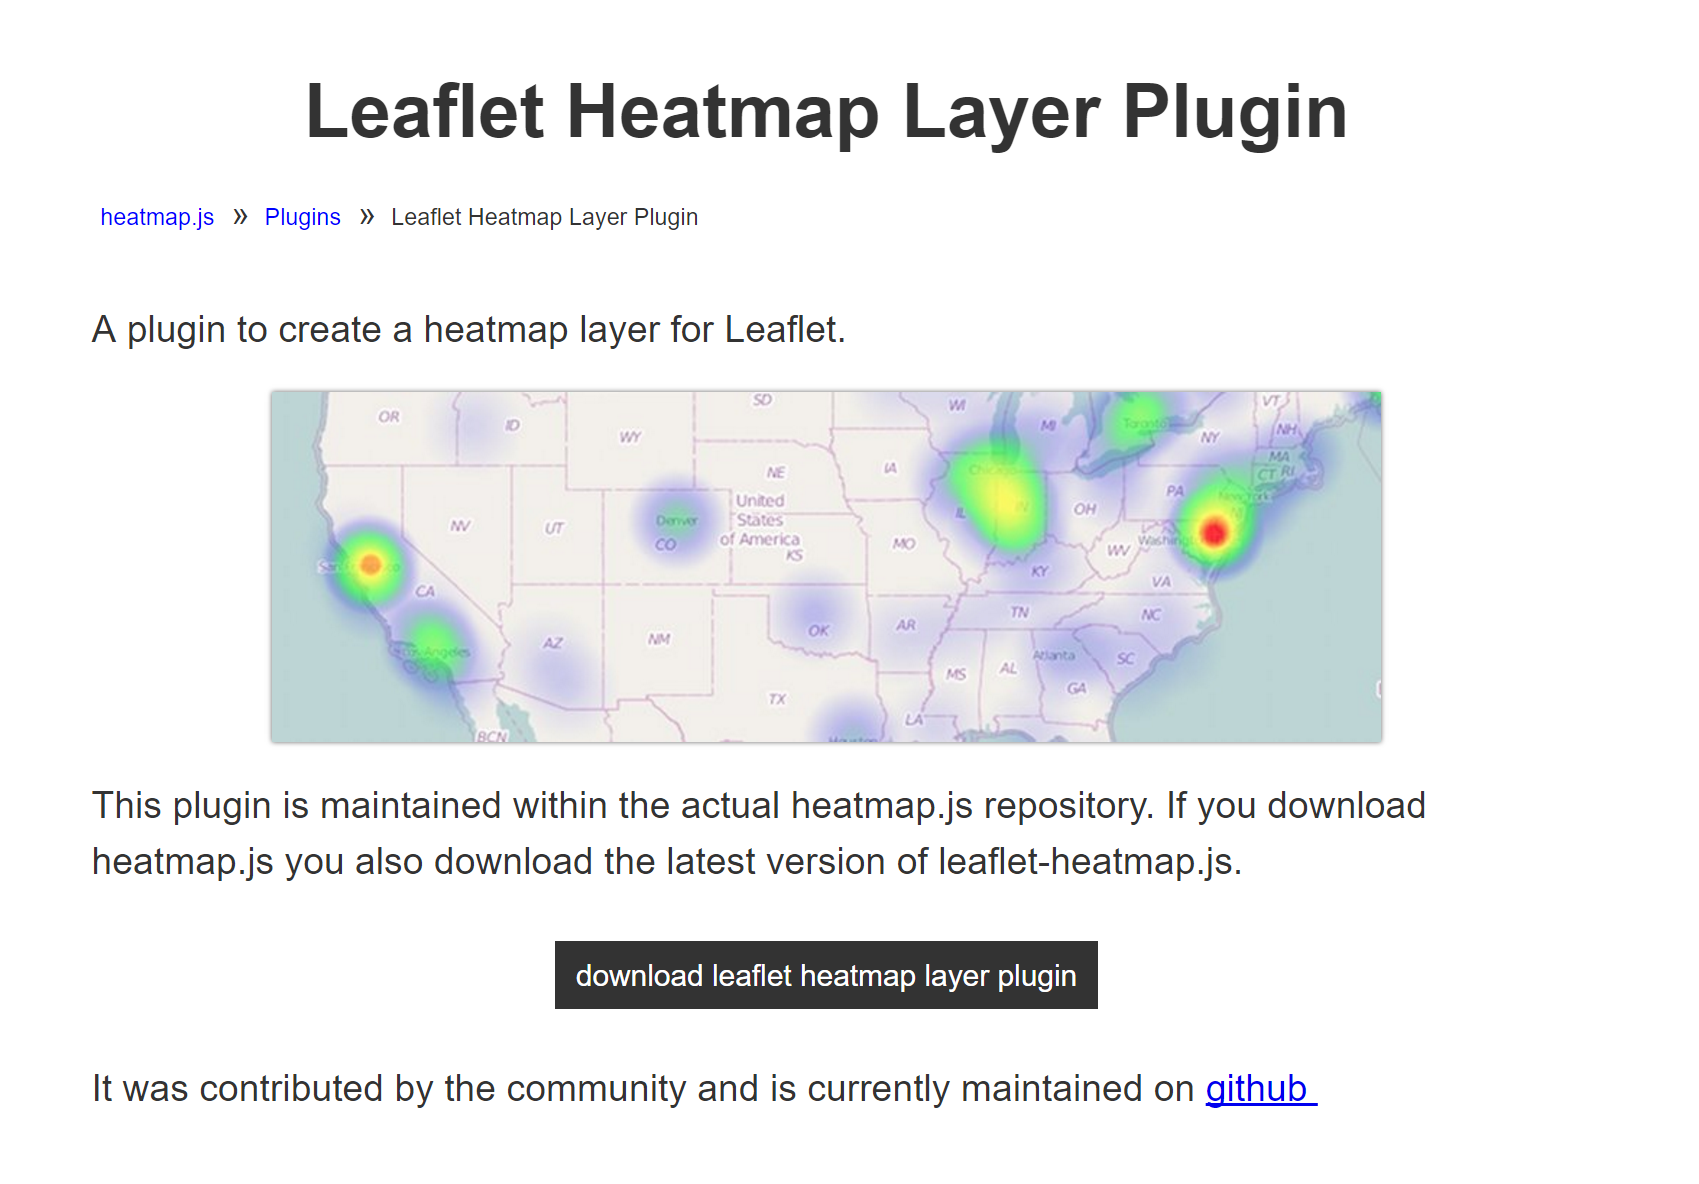 Leaflet Heatmap Layer Plugin
heatmap.js » Plugins » Leaflet Heatmap Layer Plugin
A plugin to create a heatmap layer for Leaflet.
SD
VT
WI
OR
ID
MI
Toronto
NH
WY
NY
MA
IA
Chicago
NE
CT RI
PA
United
New York
States
of America
Denver
NV
UT
IL
IN
OH
NJ
CO
KS
MO
WV
Washing
San Francisco
KY
VA
CA
TN
NC
OK
AR
AZ
NM
Los Angeles
Atlanta
SC
MS
AL
GA
TX
LA
BCN
Houston
This plugin is maintained within the actual heatmap.js repository. If you download
heatmap.js you also download the latest version of leaflet-heatmap.js.
download leaflet heatmap layer plugin
It was contributed by the community and is currently maintained on github